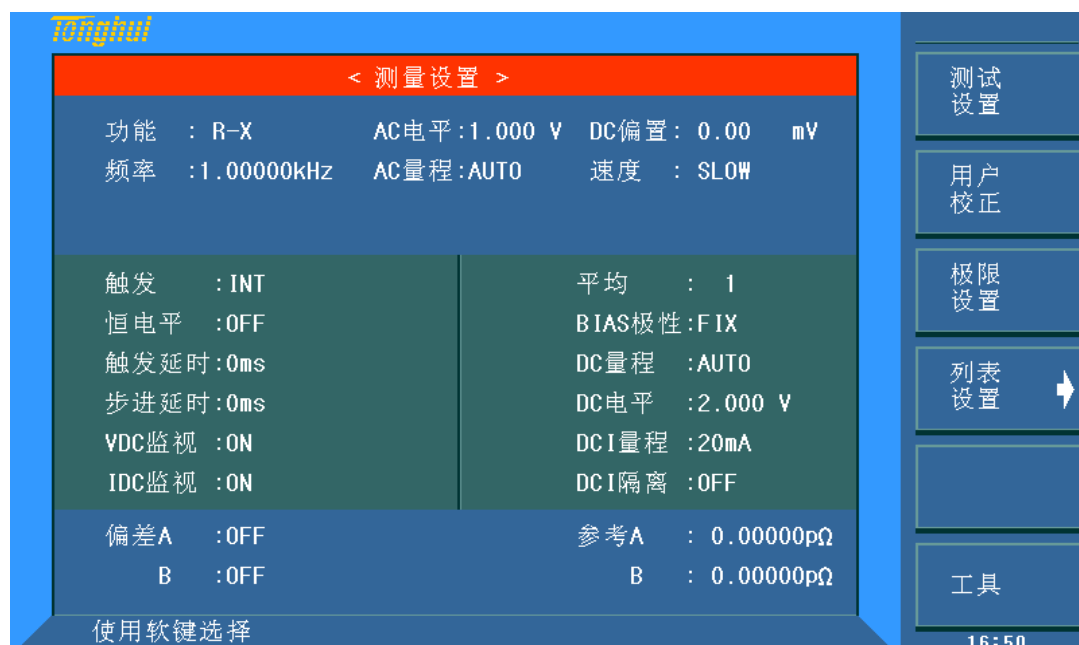 Tonghui
< 测量设置 >
功能 : R-X AC电平:1.000 V DC偏置: 0.00 mV
频率 :1.00000kHz AC量程:AUTO 速度 : SLOW
触发 :INT 平均 : 1
恒电平 :OFF BIAS极性:FIX
触发延时:0ms DC量程 :AUTO
步进延时:0ms DC电平 :2.000 V
VDC监视 :ON DCI量程 :20mA
IDC监视 :ON DCI隔离 :OFF
偏差A :OFF 参考A : 0.00000pΩ
B :OFF B : 0.00000pΩ
使用软键选择
测试
设置
用户
校正
极限
设置
列表
设置
工具
16:50